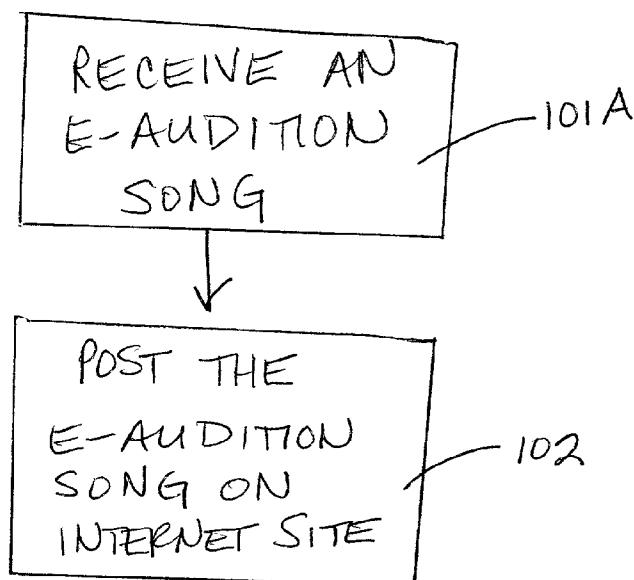 RECEIVE AN
E-AUDITION
SONG
101A
POST THE
E-AUDITION
SONG ON
INTERNET SITE
102